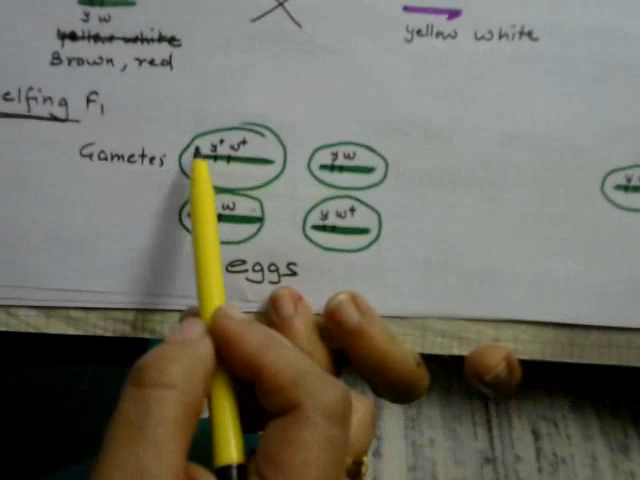 y w
yellow white
yellow white
Brown, red
elfing F1
Gametes
y+ w+
y w
w
y w+
y
eggs